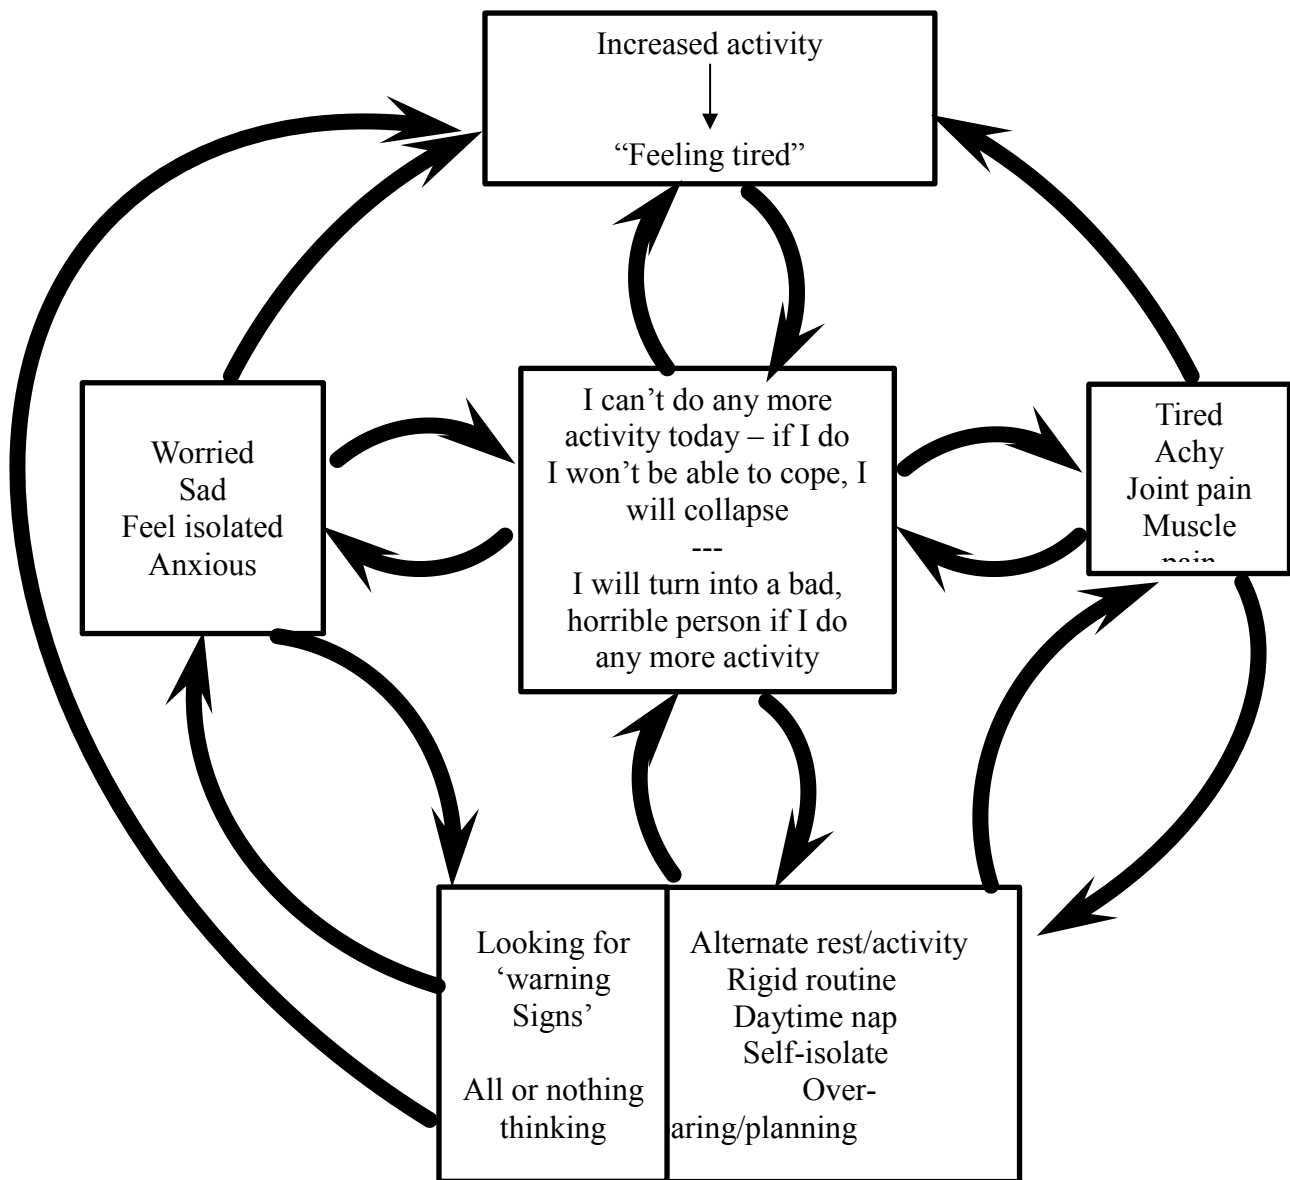 Increased activity
“Feeling tired”
Worried
Sad
Feel isolated
Anxious
I can’t do any more
activity today – if I do
I won’t be able to cope, I
will collapse
---
I will turn into a bad,
horrible person if I do
any more activity
Tired
Achy
Joint pain
Muscle
Looking for
‘warning
Signs’
All or nothing
thinking
Alternate rest/activity
Rigid routine
Daytime nap
Self-isolate
Over-
aring/planning